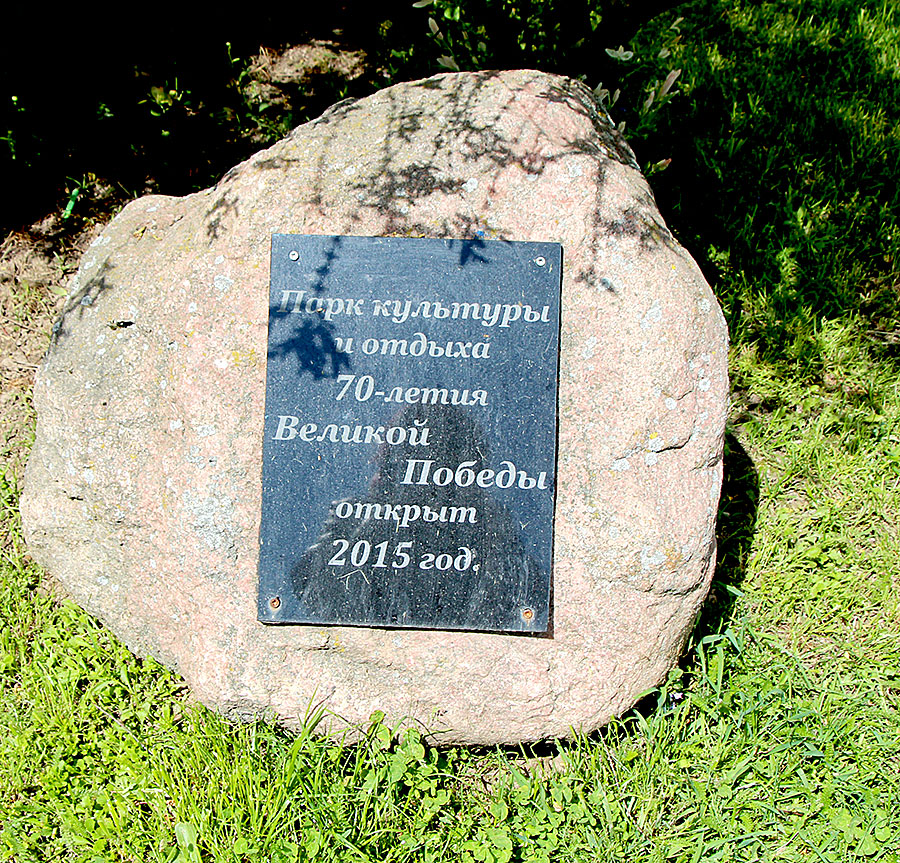 Парк культуры
и отдыха
70-летия
Великой
Победы
открыт
2015 год.